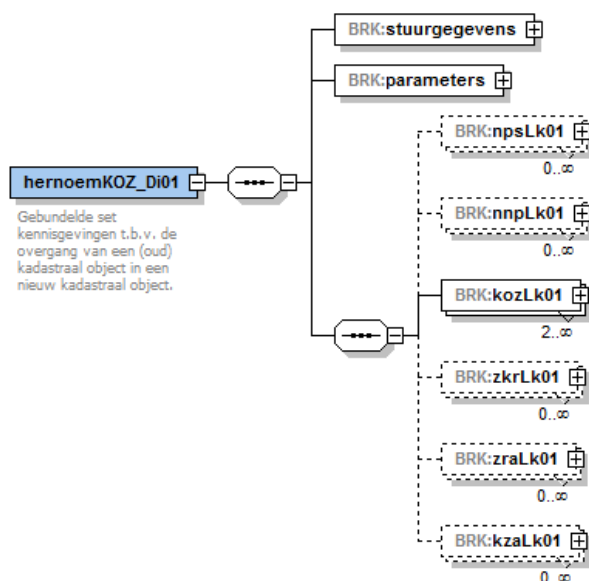 BRK:stuurgegevens
BRK:parameters
BRK:npsLk01
0..∞
BRK:nnpLk01
0..∞
hernoemKOZ_Di01
Gebundelde set
kennisgevingen t.b.v. de
overgang van een (oud)
kadastraal object in een
nieuw kadastraal object.
BRK:kozLk01
2..∞
BRK:zkrLk01
0..∞
BRK:zraLk01
0..∞
BRK:kzaLk01
0..∞